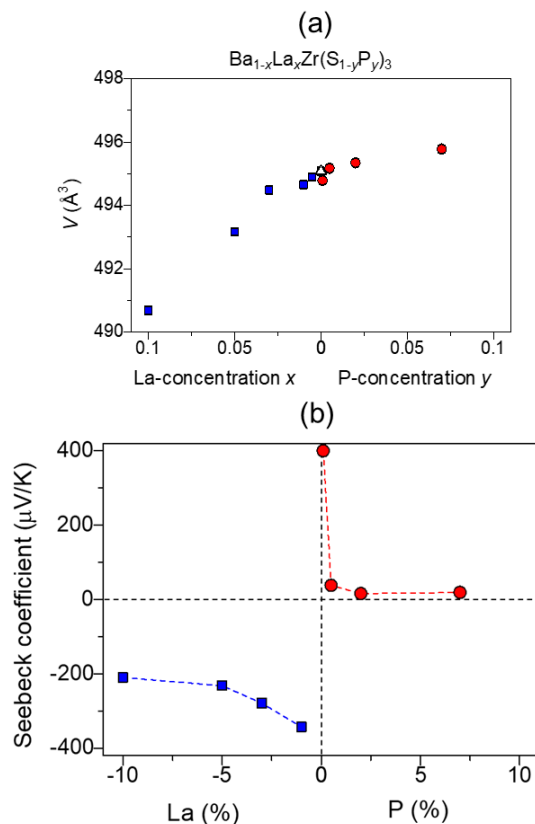 (a)
Ba1-xLaxZr(S1-yPy)3
498
496
494
492
490
V (Å3)
0.1 0.05 0 0.05 0.1
La-concentration x P-concentration y
(b)
400
200
0
-200
-400
Seebeck coefficient (μV/K)
-10 -5 0 5 10
La (%) P (%)